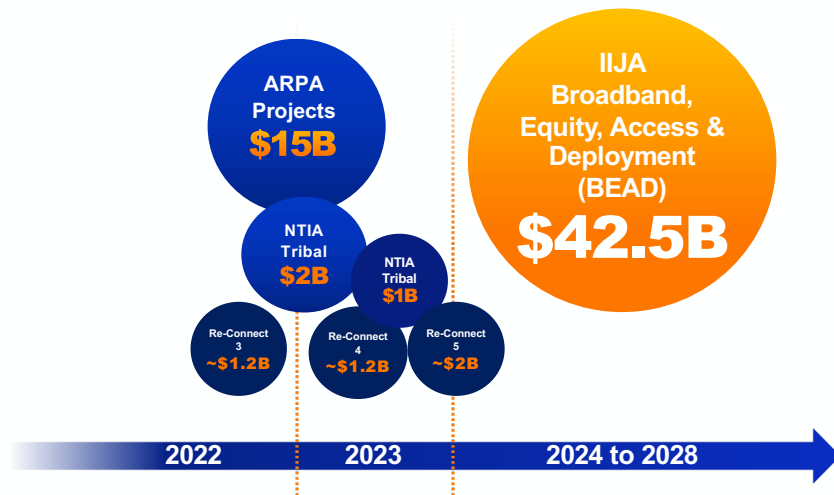 ARPA
Projects
$15B
IIJA
Broadband,
Equity, Access &
Deployment
(BEAD)
$42.5B
NTIA
Tribal
$2B
NTIA
Tribal
$1B
Re-Connect
3
~$1.2B
Re-Connect
4
~$1.2B
Re-Connect
5
~$2B
2022
2023
2024 to 2028